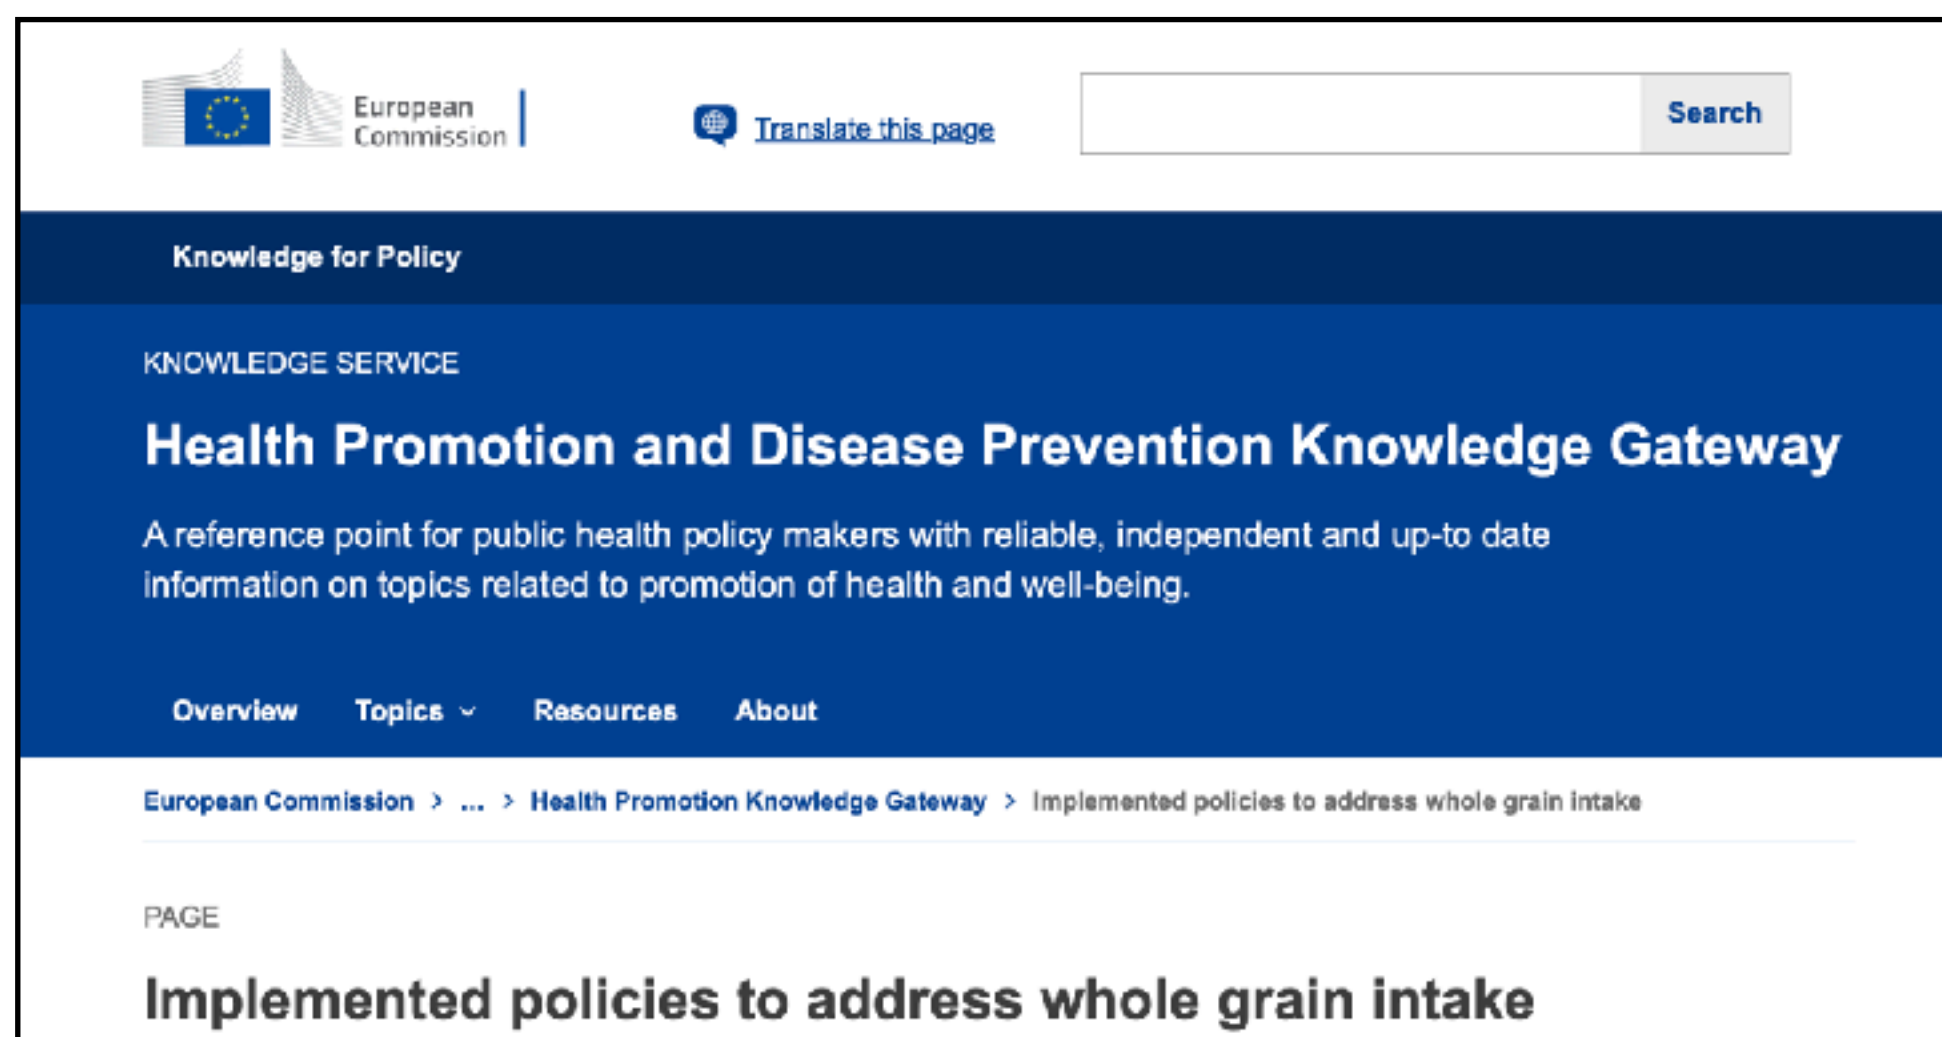 European
Commission
Translate this page
Search
Knowledge for Policy
KNOWLEDGE SERVICE
Health Promotion and Disease Prevention Knowledge Gateway
A reference point for public health policy makers with reliable, independent and up-to date
information on topics related to promotion of health and well-being.
Overview Topics Resources About
European Commission > ... > Health Promotion Knowledge Gateway > Implemented policies to address whole grain intake
PAGE
Implemented policies to address whole grain intake